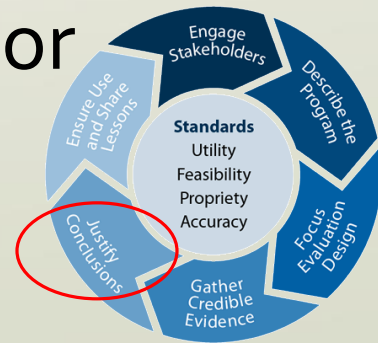 or
Engage
Stakeholders
Describe the
Program
Focus
Evaluation
Design
Gather
Credible
Evidence
Justify
Conclusions
Ensure Use
and Share
Lessons
Standards
Utility
Feasibility
Propriety
Accuracy